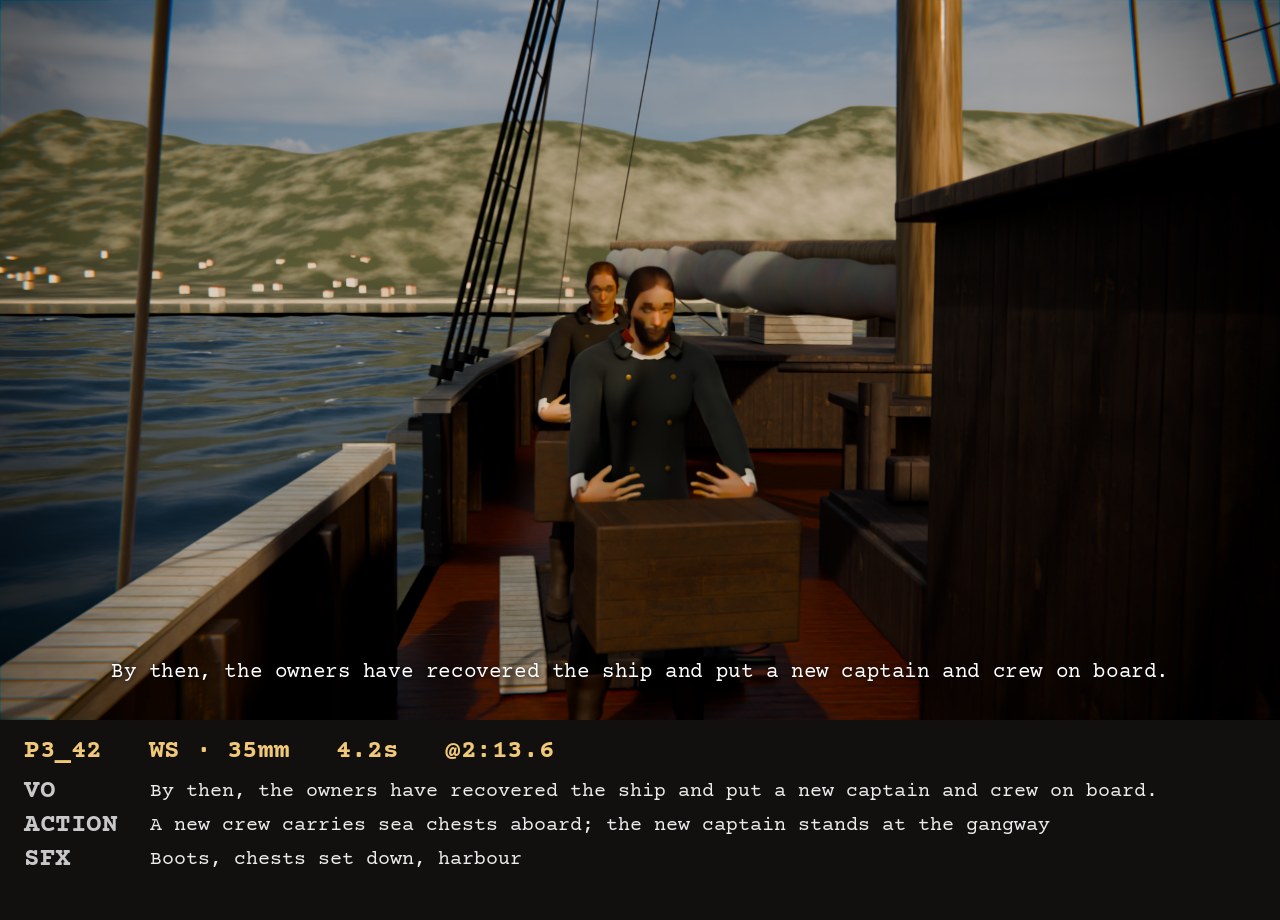 By then, the owners have recovered the ship and put a new captain and crew on board.
P3_42 WS · 35mm 4.2s @2:13.6
VO By then, the owners have recovered the ship and put a new captain and crew on board.
ACTION A new crew carries sea chests aboard; the new captain stands at the gangway
SFX Boots, chests set down, harbour